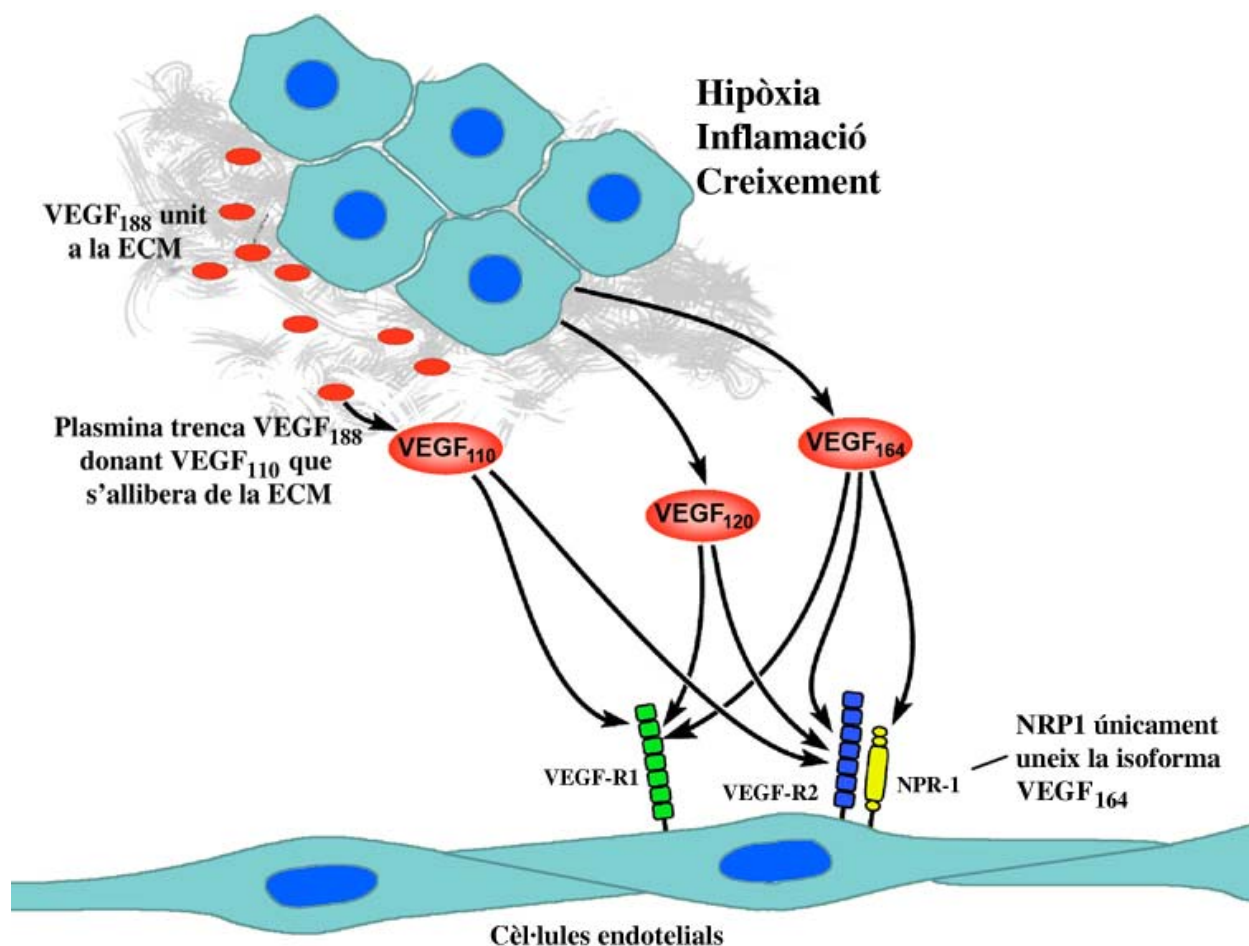 Hipòxia
Inflamació
Creixement
VEGF188 unit
a la ECM
Plasmina trenca VEGF188
donant VEGF110 que
s'allibera de la ECM
VEGF110
VEGF164
VEGF120
VEGF-R1
VEGF-R2
NPR-1
NRP1 únicament
uneix la isoforma
VEGF164
Cèl·lules endotelials